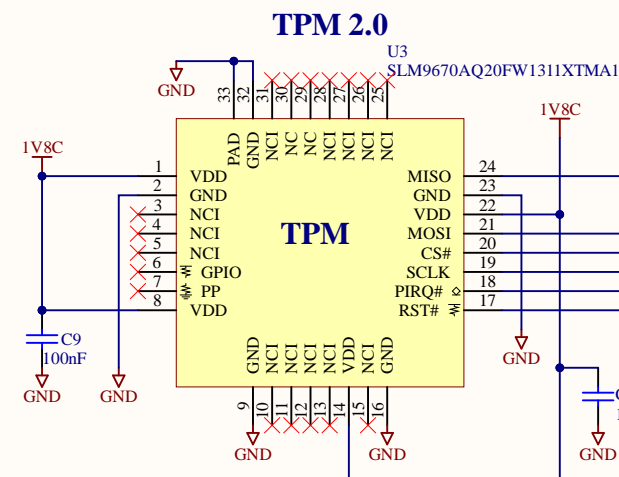 TPM 2.0
U3
SLM9670AQ20FW1311XTMA1
GND
33 32 31 30 29 28 27 26 25
PAD GND NCI NC NC NCI NCI NCI NCI
1V8C
1V8C
1 VDD
2 GND
3 NCI
4 NCI
5 NCI
6 GPIO
7 PP
8 VDD
TPM
MISO 24
GND 23
VDD 22
MOSI 21
CS# 20
SCLK 19
PIRQ# 18
RST# 17
GND NCI NCI NCI NCI VDD NCI GND
9 10 11 12 13 14 15 16
C9
100nF
GND
GND
GND
GND
GND
GND